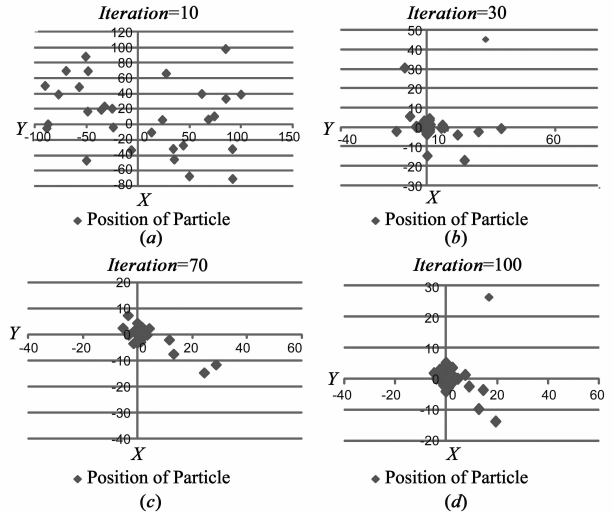 Iteration=10
120
100
80
60
40
20
0
-20
-40
-60
-80
Y
-100 -50 0 50 100 150
X
◆ Position of Particle
(a)
Iteration=30
50
40
30
20
10
0
-10
-20
-30
Y
-40 10 60
X
◆ Position of Particle
(b)
Iteration=70
20
10
0
-10
-20
-30
-40
Y
-40 -20 0 20 40 60
X
◆ Position of Particle
(c)
Iteration=100
30
20
10
0
-10
-20
Y
-40 -20 0 20 40 60
X
◆ Position of Particle
(d)